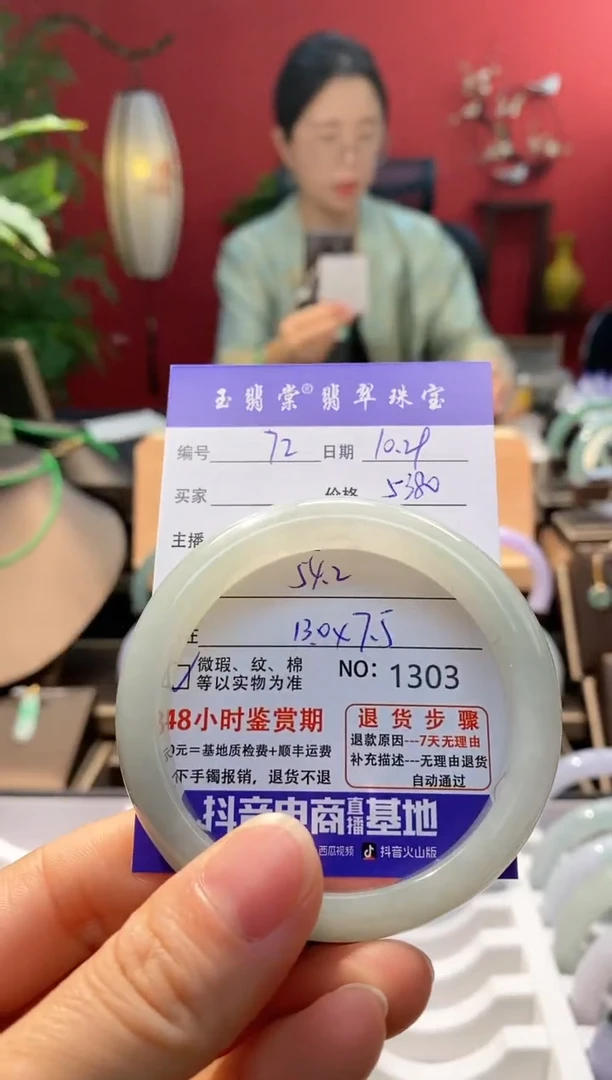 玉翡棠®翡翠珠宝
编号 72 日期 10.29
买家 价格 5380
主播
54.2
13.0x7.5
微瑕、纹、棉
等以实物为准
NO: 1303
48小时鉴赏期
0元=基地质检费+顺丰运费
下手镯报销，退货不退
退货步骤
退款原因---7天无理由
补充描述---无理由退货
自动通过
抖音电商直播基地
西瓜视频 抖音火山版